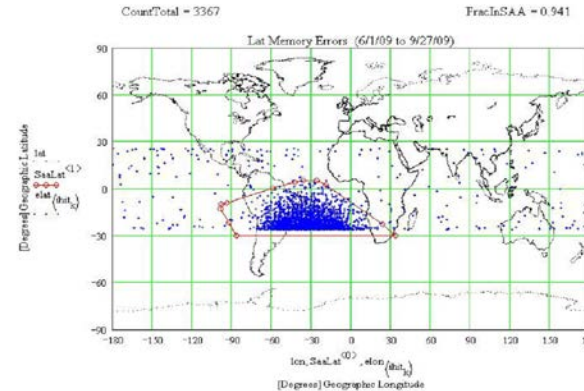 CountTotal = 3367
FracInSAA = 0.941
Lat Memory Errors (6/1/09 to 9/27/09)
90
60
30
0
−30
−60
−90
[Degrees] Geographic Latitude
lat
SaaLat⟨1⟩
elat(thit
−180 −150 −120 −90 −60 −30 0 30 60 90 120 150
lon, SaaLat⟨0⟩, elon(thit
[Degrees] Geographic Longitude